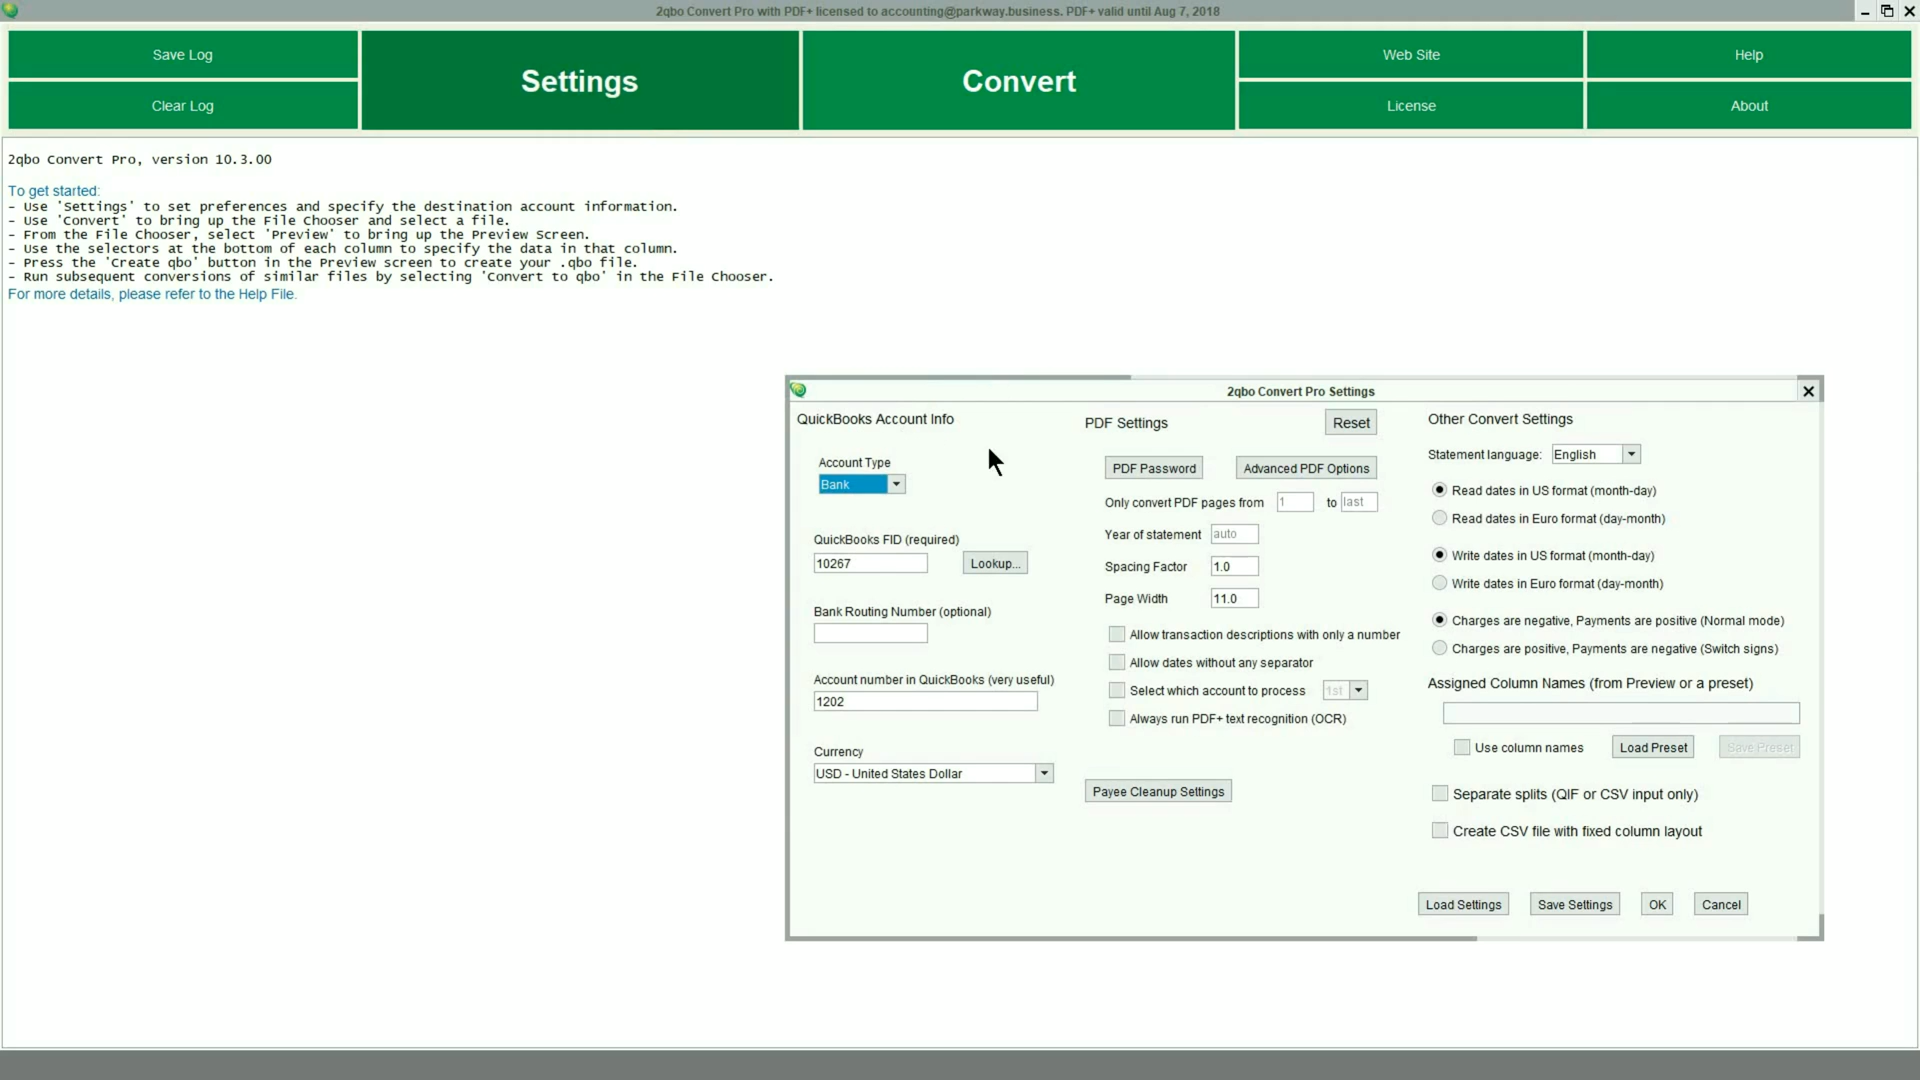 2qbo Convert Pro with PDF+ licensed to accounting@parkway.business. PDF+ valid until Aug 7, 2018
Save Log
Clear Log
Settings
Convert
Web Site
Help
License
About
2qbo Convert Pro, version 10.3.00
To get started:
- Use 'Settings' to set preferences and specify the destination account information.
- Use 'Convert' to bring up the File Chooser and select a file.
- From the File Chooser, select 'Preview' to bring up the Preview Screen.
- Use the selectors at the bottom of each column to specify the data in that column.
- Press the 'Create qbo' button in the Preview screen to create your .qbo file.
- Run subsequent conversions of similar files by selecting 'Convert to qbo' in the File Chooser.
For more details, please refer to the Help File.
2qbo Convert Pro Settings
QuickBooks Account Info
Account Type
Bank
QuickBooks FID (required)
10267
Lookup...
Bank Routing Number (optional)
Account number in QuickBooks (very useful)
1202
Currency
USD - United States Dollar
PDF Settings
Reset
PDF Password
Advanced PDF Options
Only convert PDF pages from 1 to last
Year of statement auto
Spacing Factor 1.0
Page Width 11.0
Allow transaction descriptions with only a number
Allow dates without any separator
Select which account to process 1st
Always run PDF+ text recognition (OCR)
Payee Cleanup Settings
Other Convert Settings
Statement language: English
Read dates in US format (month-day)
Read dates in Euro format (day-month)
Write dates in US format (month-day)
Write dates in Euro format (day-month)
Charges are negative, Payments are positive (Normal mode)
Charges are positive, Payments are negative (Switch signs)
Assigned Column Names (from Preview or a preset)
Use column names
Load Preset
Save Preset
Separate splits (QIF or CSV input only)
Create CSV file with fixed column layout
Load Settings
Save Settings
OK
Cancel